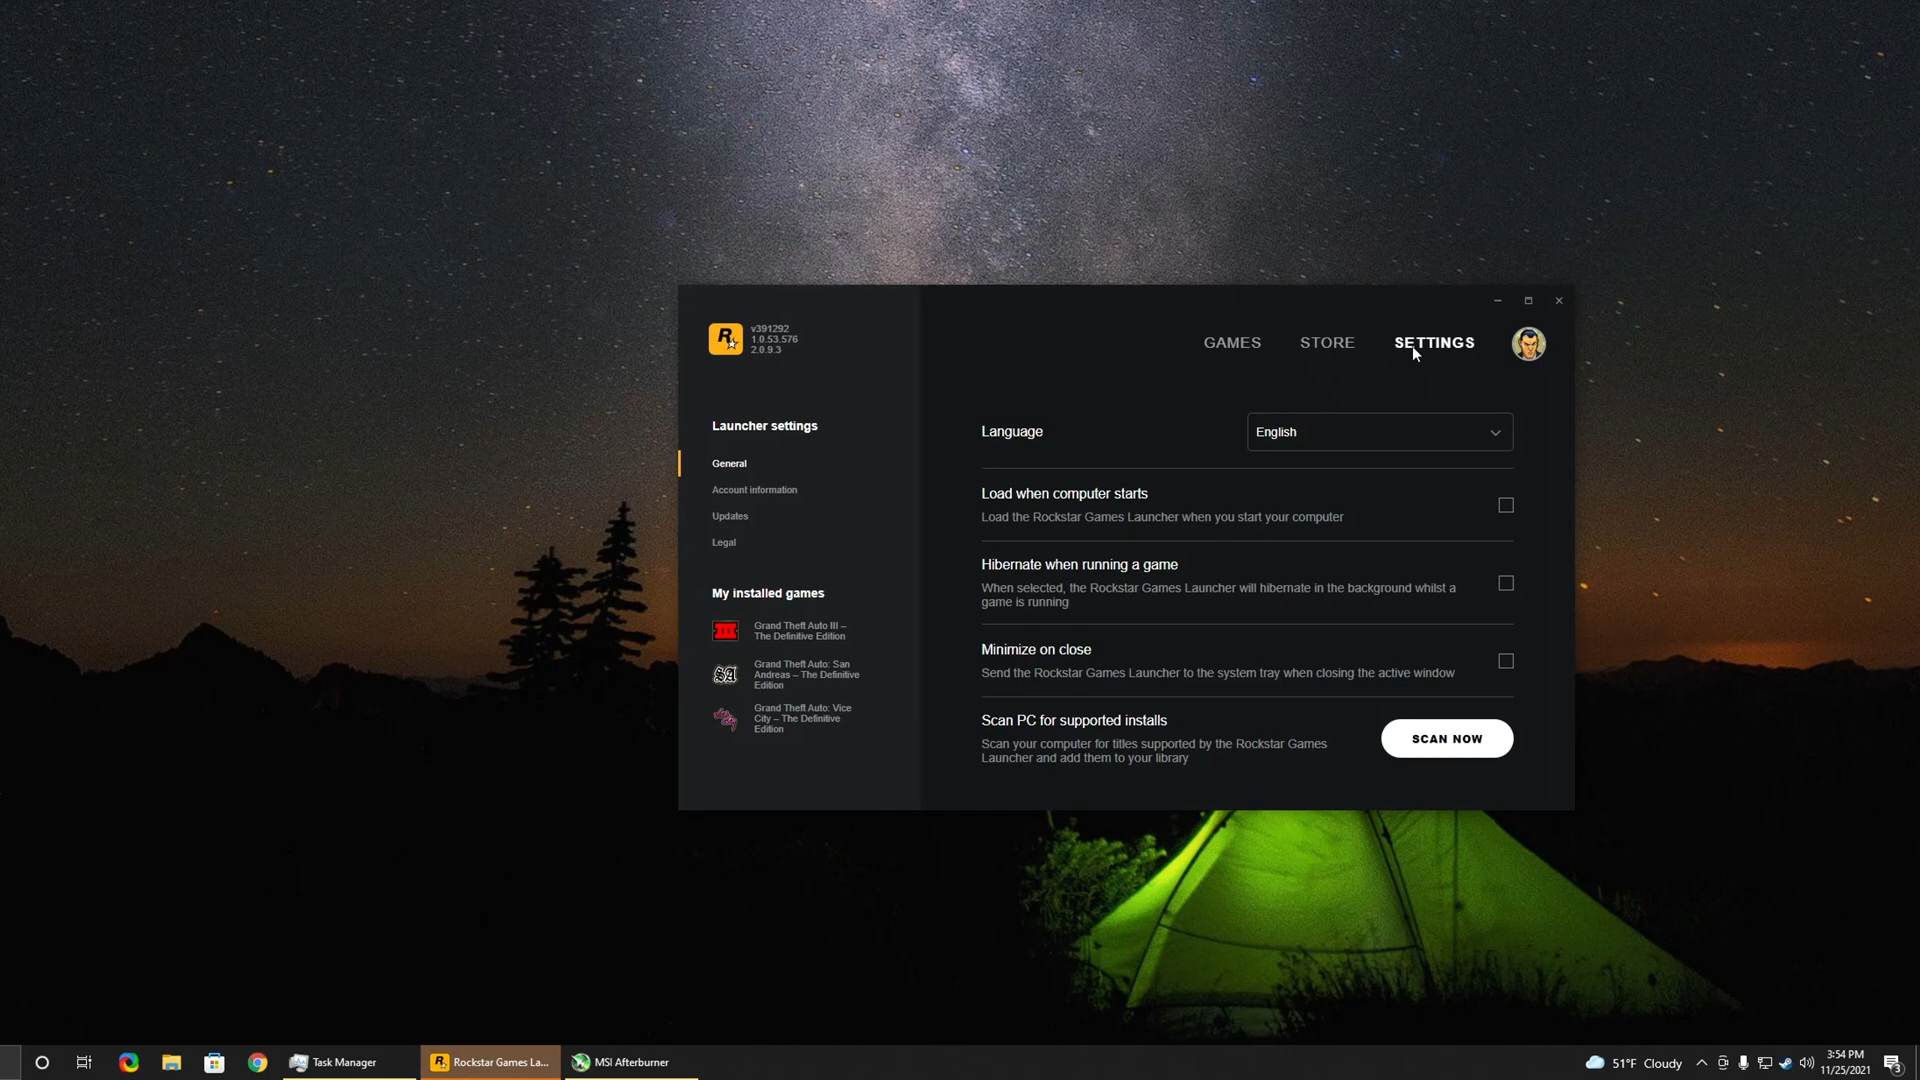 v391292
1.0.53.576
2.0.9.3
GAMES
STORE
SETTINGS
Launcher settings
General
Account information
Updates
Legal
My installed games
Grand Theft Auto III –
The Definitive Edition
Grand Theft Auto: San
Andreas – The Definitive
Edition
Grand Theft Auto: Vice
City – The Definitive
Edition
Language
English
Load when computer starts
Load the Rockstar Games Launcher when you start your computer
Hibernate when running a game
When selected, the Rockstar Games Launcher will hibernate in the background whilst a
game is running
Minimize on close
Send the Rockstar Games Launcher to the system tray when closing the active window
Scan PC for supported installs
Scan your computer for titles supported by the Rockstar Games
Launcher and add them to your library
SCAN NOW
Task Manager
Rockstar Games La...
MSI Afterburner
51°F Cloudy
3:54 PM
11/25/2021
3